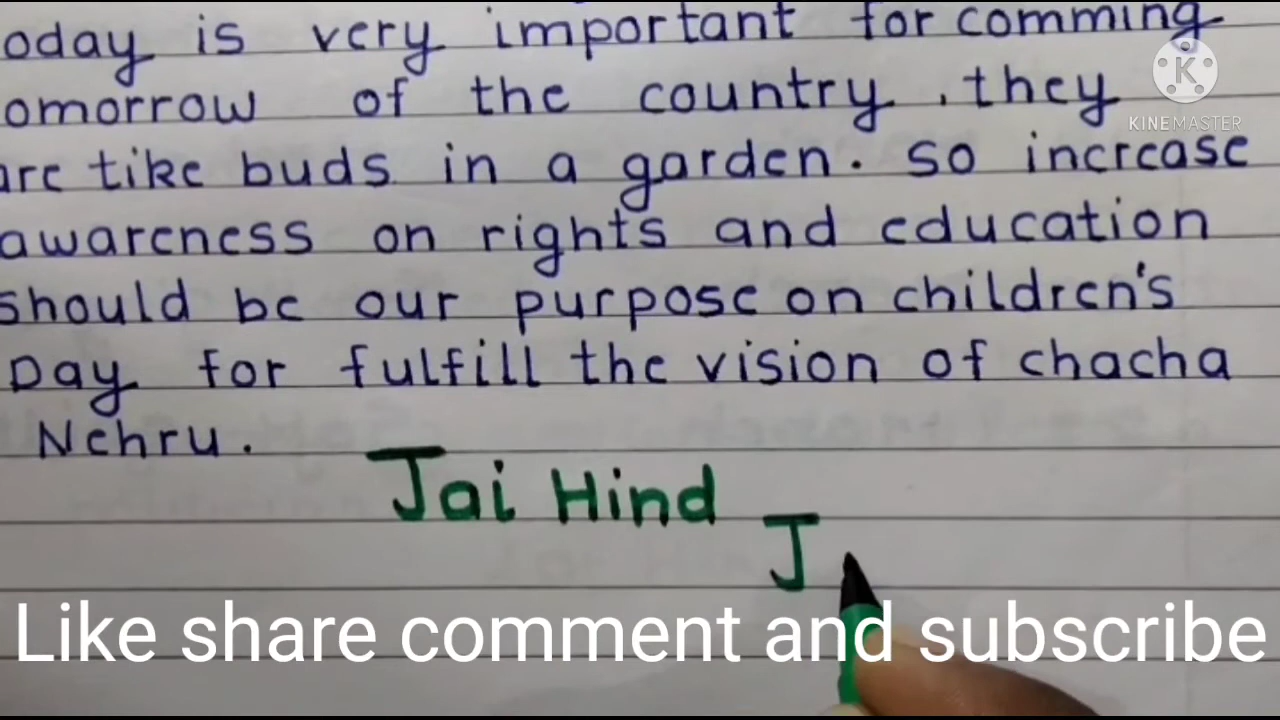 oday is very important for comming
omorrow of the country. they
are tike buds in a garden. so increase
awareness on rights and education
should be our purpose on children's
Day for fulfill the vision of chacha
Nehru.
Jai Hind
J
K
KINEMASTER
Like share comment and subscribe